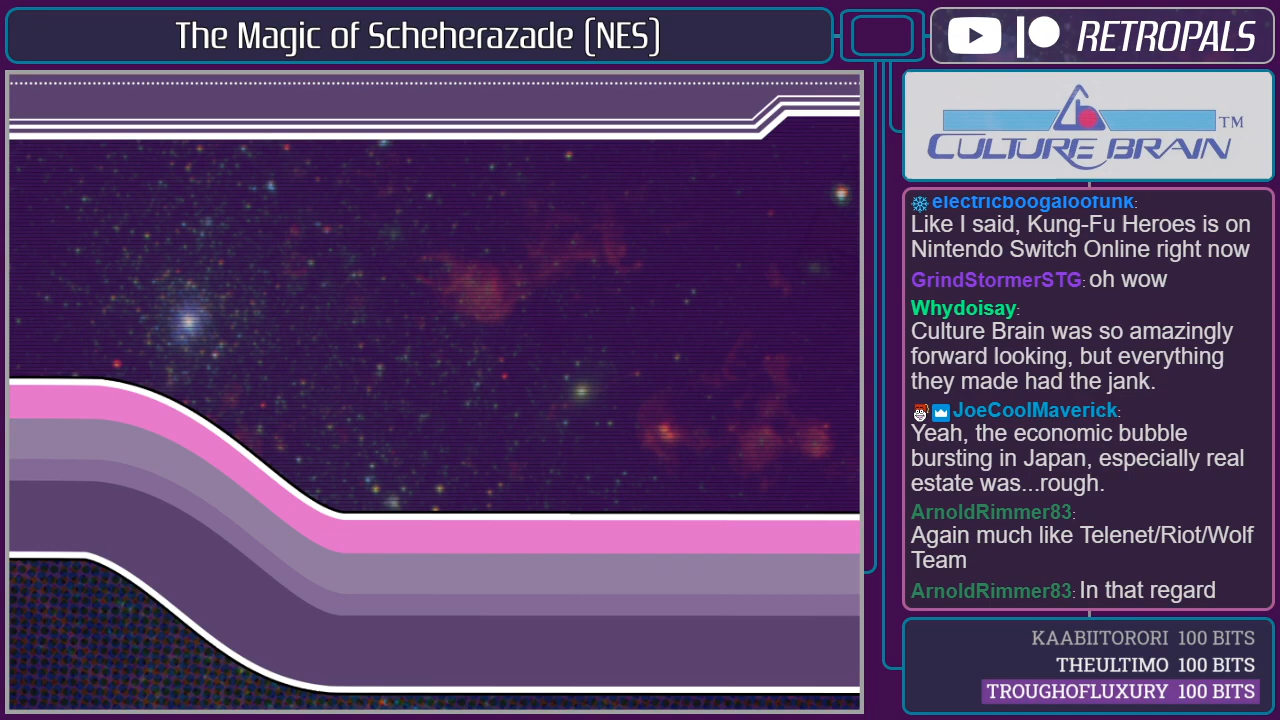 The Magic of Scheherazade (NES)
RETROPALS
CULTURE BRAIN TM
electricboogaloofunk:
Like I said, Kung-Fu Heroes is on
Nintendo Switch Online right now
GrindStormerSTG: oh wow
Whydoisay:
Culture Brain was so amazingly
forward looking, but everything
they made had the jank.
JoeCoolMaverick:
Yeah, the economic bubble
bursting in Japan, especially real
estate was...rough.
ArnoldRimmer83:
Again much like Telenet/Riot/Wolf
Team
ArnoldRimmer83: In that regard
KAABIITORORI 100 BITS
THEULTIMO 100 BITS
TROUGHOFLUXURY 100 BITS